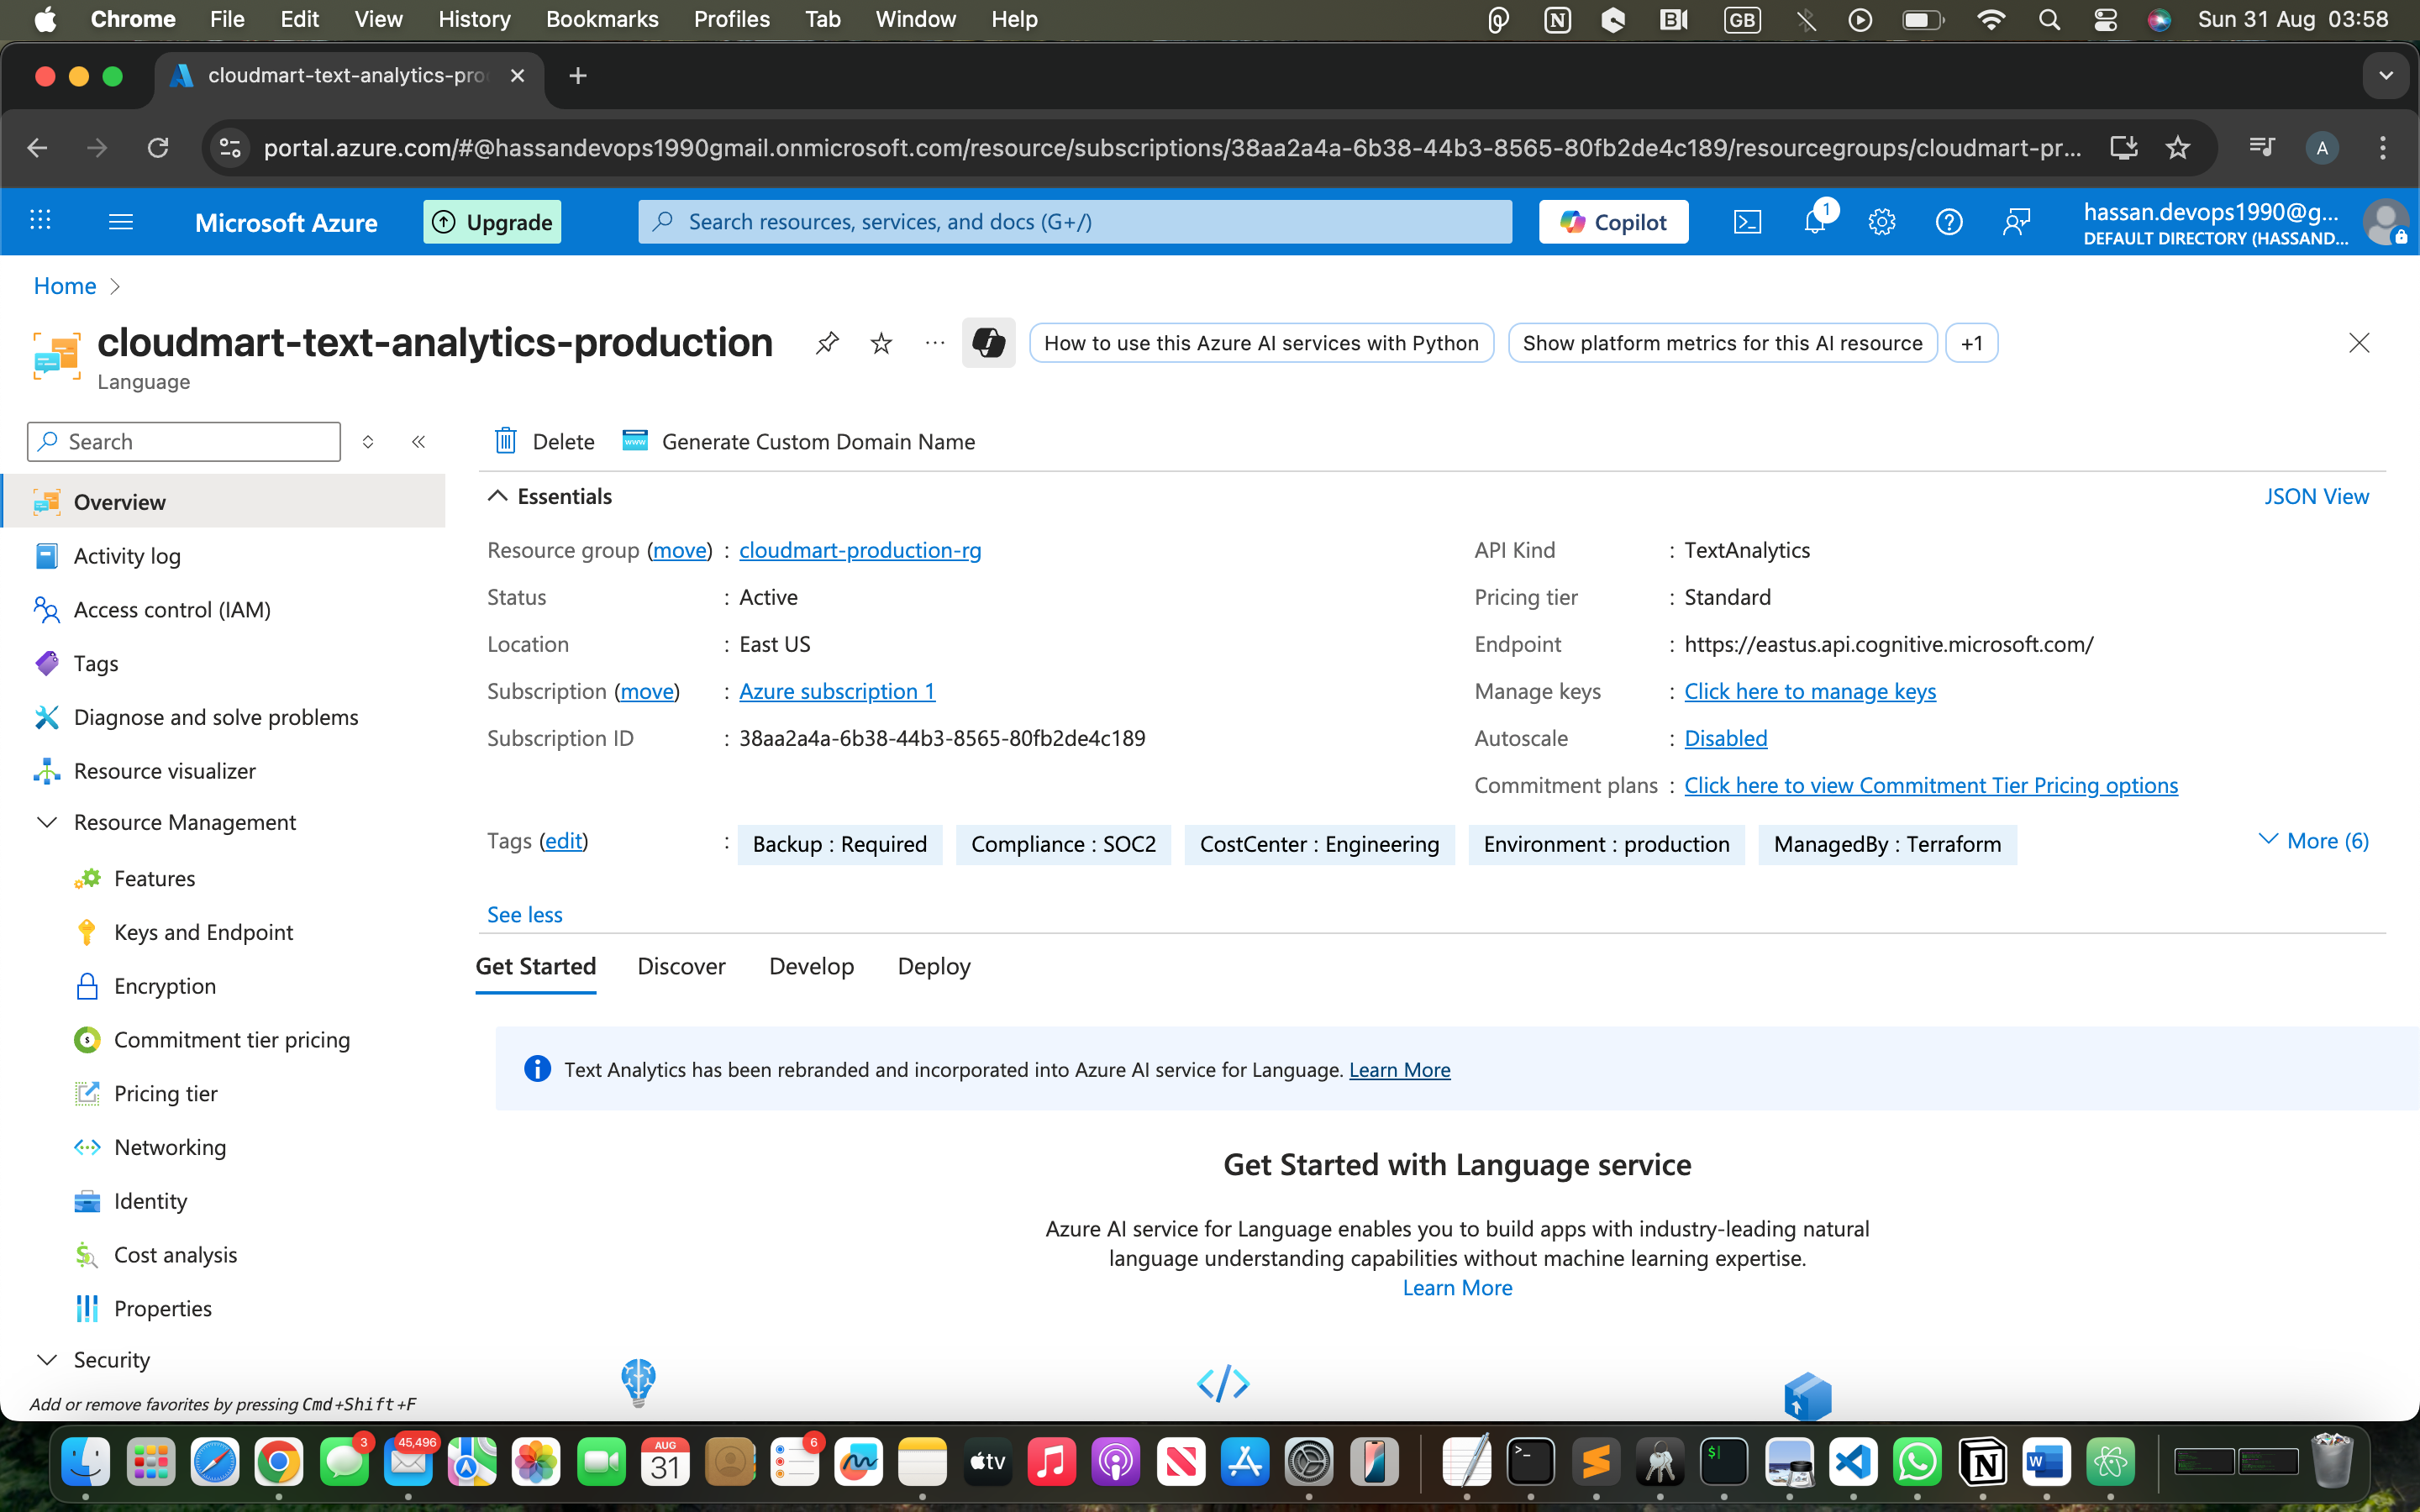 Chrome File Edit View History Bookmarks Profiles Tab Window Help GB Sun 31 Aug 03:58
cloudmart-text-analytics-pro
portal.azure.com/#@hassandevops1990gmail.onmicrosoft.com/resource/subscriptions/38aa2a4a-6b38-44b3-8565-80fb2de4c189/resourcegroups/cloudmart-pr... A
Microsoft Azure Upgrade Search resources, services, and docs (G+/) Copilot 1 hassan.devops1990@g...
DEFAULT DIRECTORY (HASSAND...
Home
cloudmart-text-analytics-production ... How to use this Azure AI services with Python Show platform metrics for this AI resource +1
Language
Search
Overview
Activity log
Access control (IAM)
Tags
Diagnose and solve problems
Resource visualizer
Resource Management
Features
Keys and Endpoint
Encryption
Commitment tier pricing
Pricing tier
Networking
Identity
Cost analysis
Properties
Security
Add or remove favorites by pressing Cmd+Shift+F
Delete Generate Custom Domain Name
Essentials JSON View
Resource group (move) : cloudmart-production-rg
Status : Active
Location : East US
Subscription (move) : Azure subscription 1
Subscription ID : 38aa2a4a-6b38-44b3-8565-80fb2de4c189
API Kind : TextAnalytics
Pricing tier : Standard
Endpoint : https://eastus.api.cognitive.microsoft.com/
Manage keys : Click here to manage keys
Autoscale : Disabled
Commitment plans : Click here to view Commitment Tier Pricing options
Tags (edit) : Backup : Required Compliance : SOC2 CostCenter : Engineering Environment : production ManagedBy : Terraform More (6)
See less
Get Started Discover Develop Deploy
Text Analytics has been rebranded and incorporated into Azure AI service for Language. Learn More
Get Started with Language service
Azure AI service for Language enables you to build apps with industry-leading natural
language understanding capabilities without machine learning expertise.
Learn More
3 45,496 AUG 31 6 tv